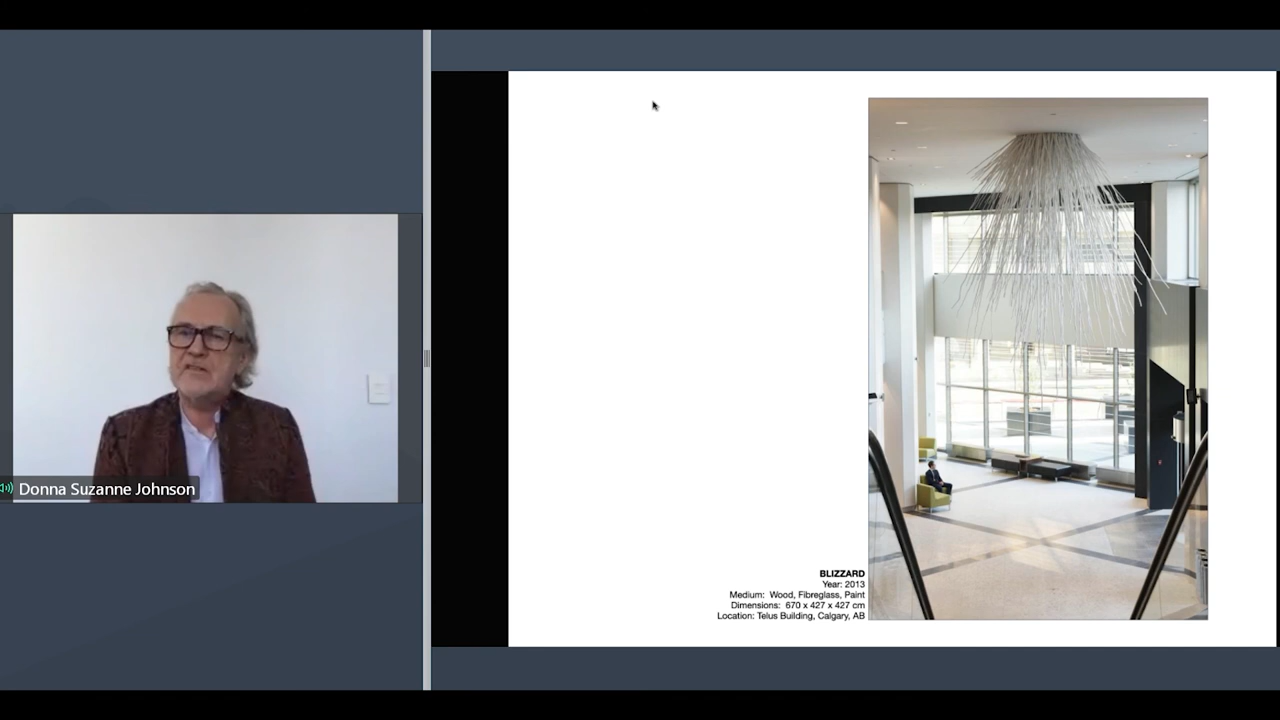 Donna Suzanne Johnson
BLIZZARD
Year: 2013
Medium: Wood, Fibreglass, Paint
Dimensions: 670 x 427 x 427 cm
Location: Telus Building, Calgary, AB